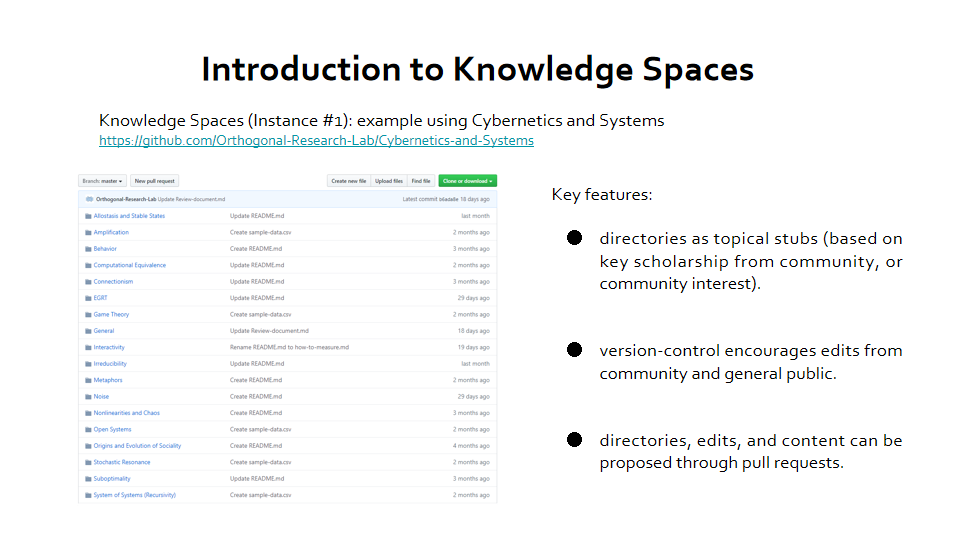 Introduction to Knowledge Spaces
Knowledge Spaces (Instance #1): example using Cybernetics and Systems
https://github.com/Orthogonal-Research-Lab/Cybernetics-and-Systems
Branch: master New pull request Create new file Upload files Find file Clone or download
Orthogonal-Research-Lab Update Review-document.md Latest commit 18 days ago
Allostasis and Stable States Update README.md last month
Amplification Create sample-data.csv 2 months ago
Behavior Create README.md 3 months ago
Computational Equivalence Update README.md 2 months ago
Connectionism Update README.md 3 months ago
EGRT Update README.md 29 days ago
Game Theory Create sample-data.csv 2 months ago
General Update Review-document.md 18 days ago
Interactivity Rename README.md to how-to-measure.md 19 days ago
Irreducibility Update README.md last month
Metaphors Create README.md 2 months ago
Noise Create README.md 29 days ago
Nonlinearities and Chaos Create README.md 3 months ago
Open Systems Create sample-data.csv 2 months ago
Origins and Evolution of Sociality Create README.md 4 months ago
Stochastic Resonance Create sample-data.csv 2 months ago
Suboptimality Update README.md 3 months ago
System of Systems (Recursivity) Create sample-data.csv 2 months ago
Key features:
● directories as topical stubs (based on
key scholarship from community, or
community interest).
● version-control encourages edits from
community and general public.
● directories, edits, and content can be
proposed through pull requests.